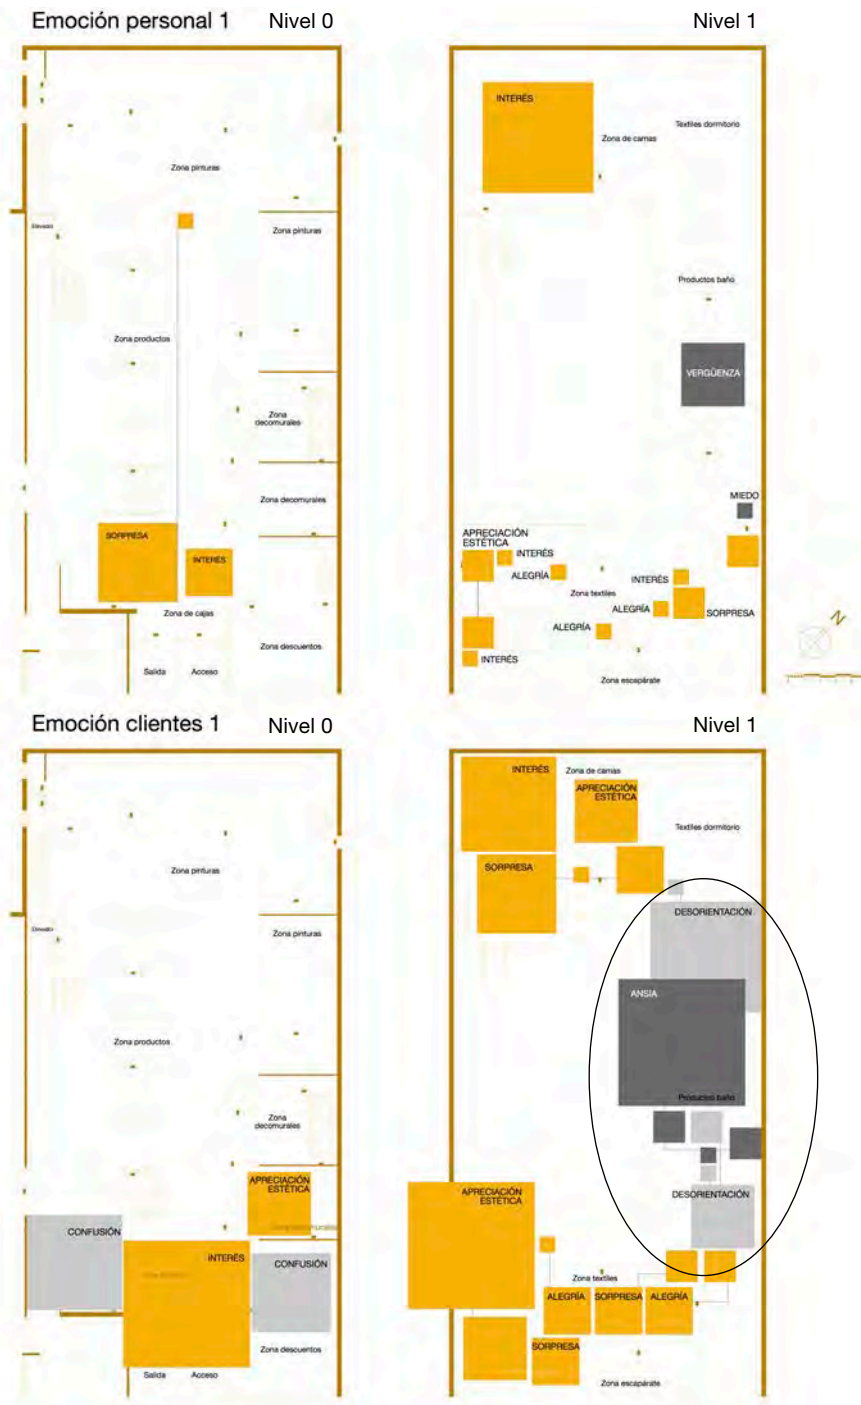 Emoción personal 1
Nivel 0
Nivel 1
Zona pinturas
Elevador
Zona pinturas
Zona productos
Zona
decomurales
Zona decomurales
SORPRESA
INTERÉS
Zona de cajas
Zona descuentos
Salida
Acceso
INTERÉS
Textiles dormitorio
Zona de camas
Productos baño
VERGÜENZA
MIEDO
APRECIACIÓN
ESTÉTICA
INTERÉS
ALEGRÍA
INTERÉS
Zona textiles
ALEGRÍA
SORPRESA
ALEGRÍA
INTERÉS
Zona escapárate
N
Emoción clientes 1
Nivel 0
Nivel 1
Zona pinturas
Elevador
Zona pinturas
Zona productos
Zona
decomurales
APRECIACIÓN
ESTÉTICA
CONFUSIÓN
INTERÉS
CONFUSIÓN
Zona descuentos
Salida
Acceso
INTERÉS
Zona de camas
APRECIACIÓN
ESTÉTICA
Textiles dormitorio
SORPRESA
DESORIENTACIÓN
ANSIA
Productos baño
APRECIACIÓN
ESTÉTICA
DESORIENTACIÓN
Zona textiles
ALEGRÍA
SORPRESA
ALEGRÍA
SORPRESA
Zona escapárate